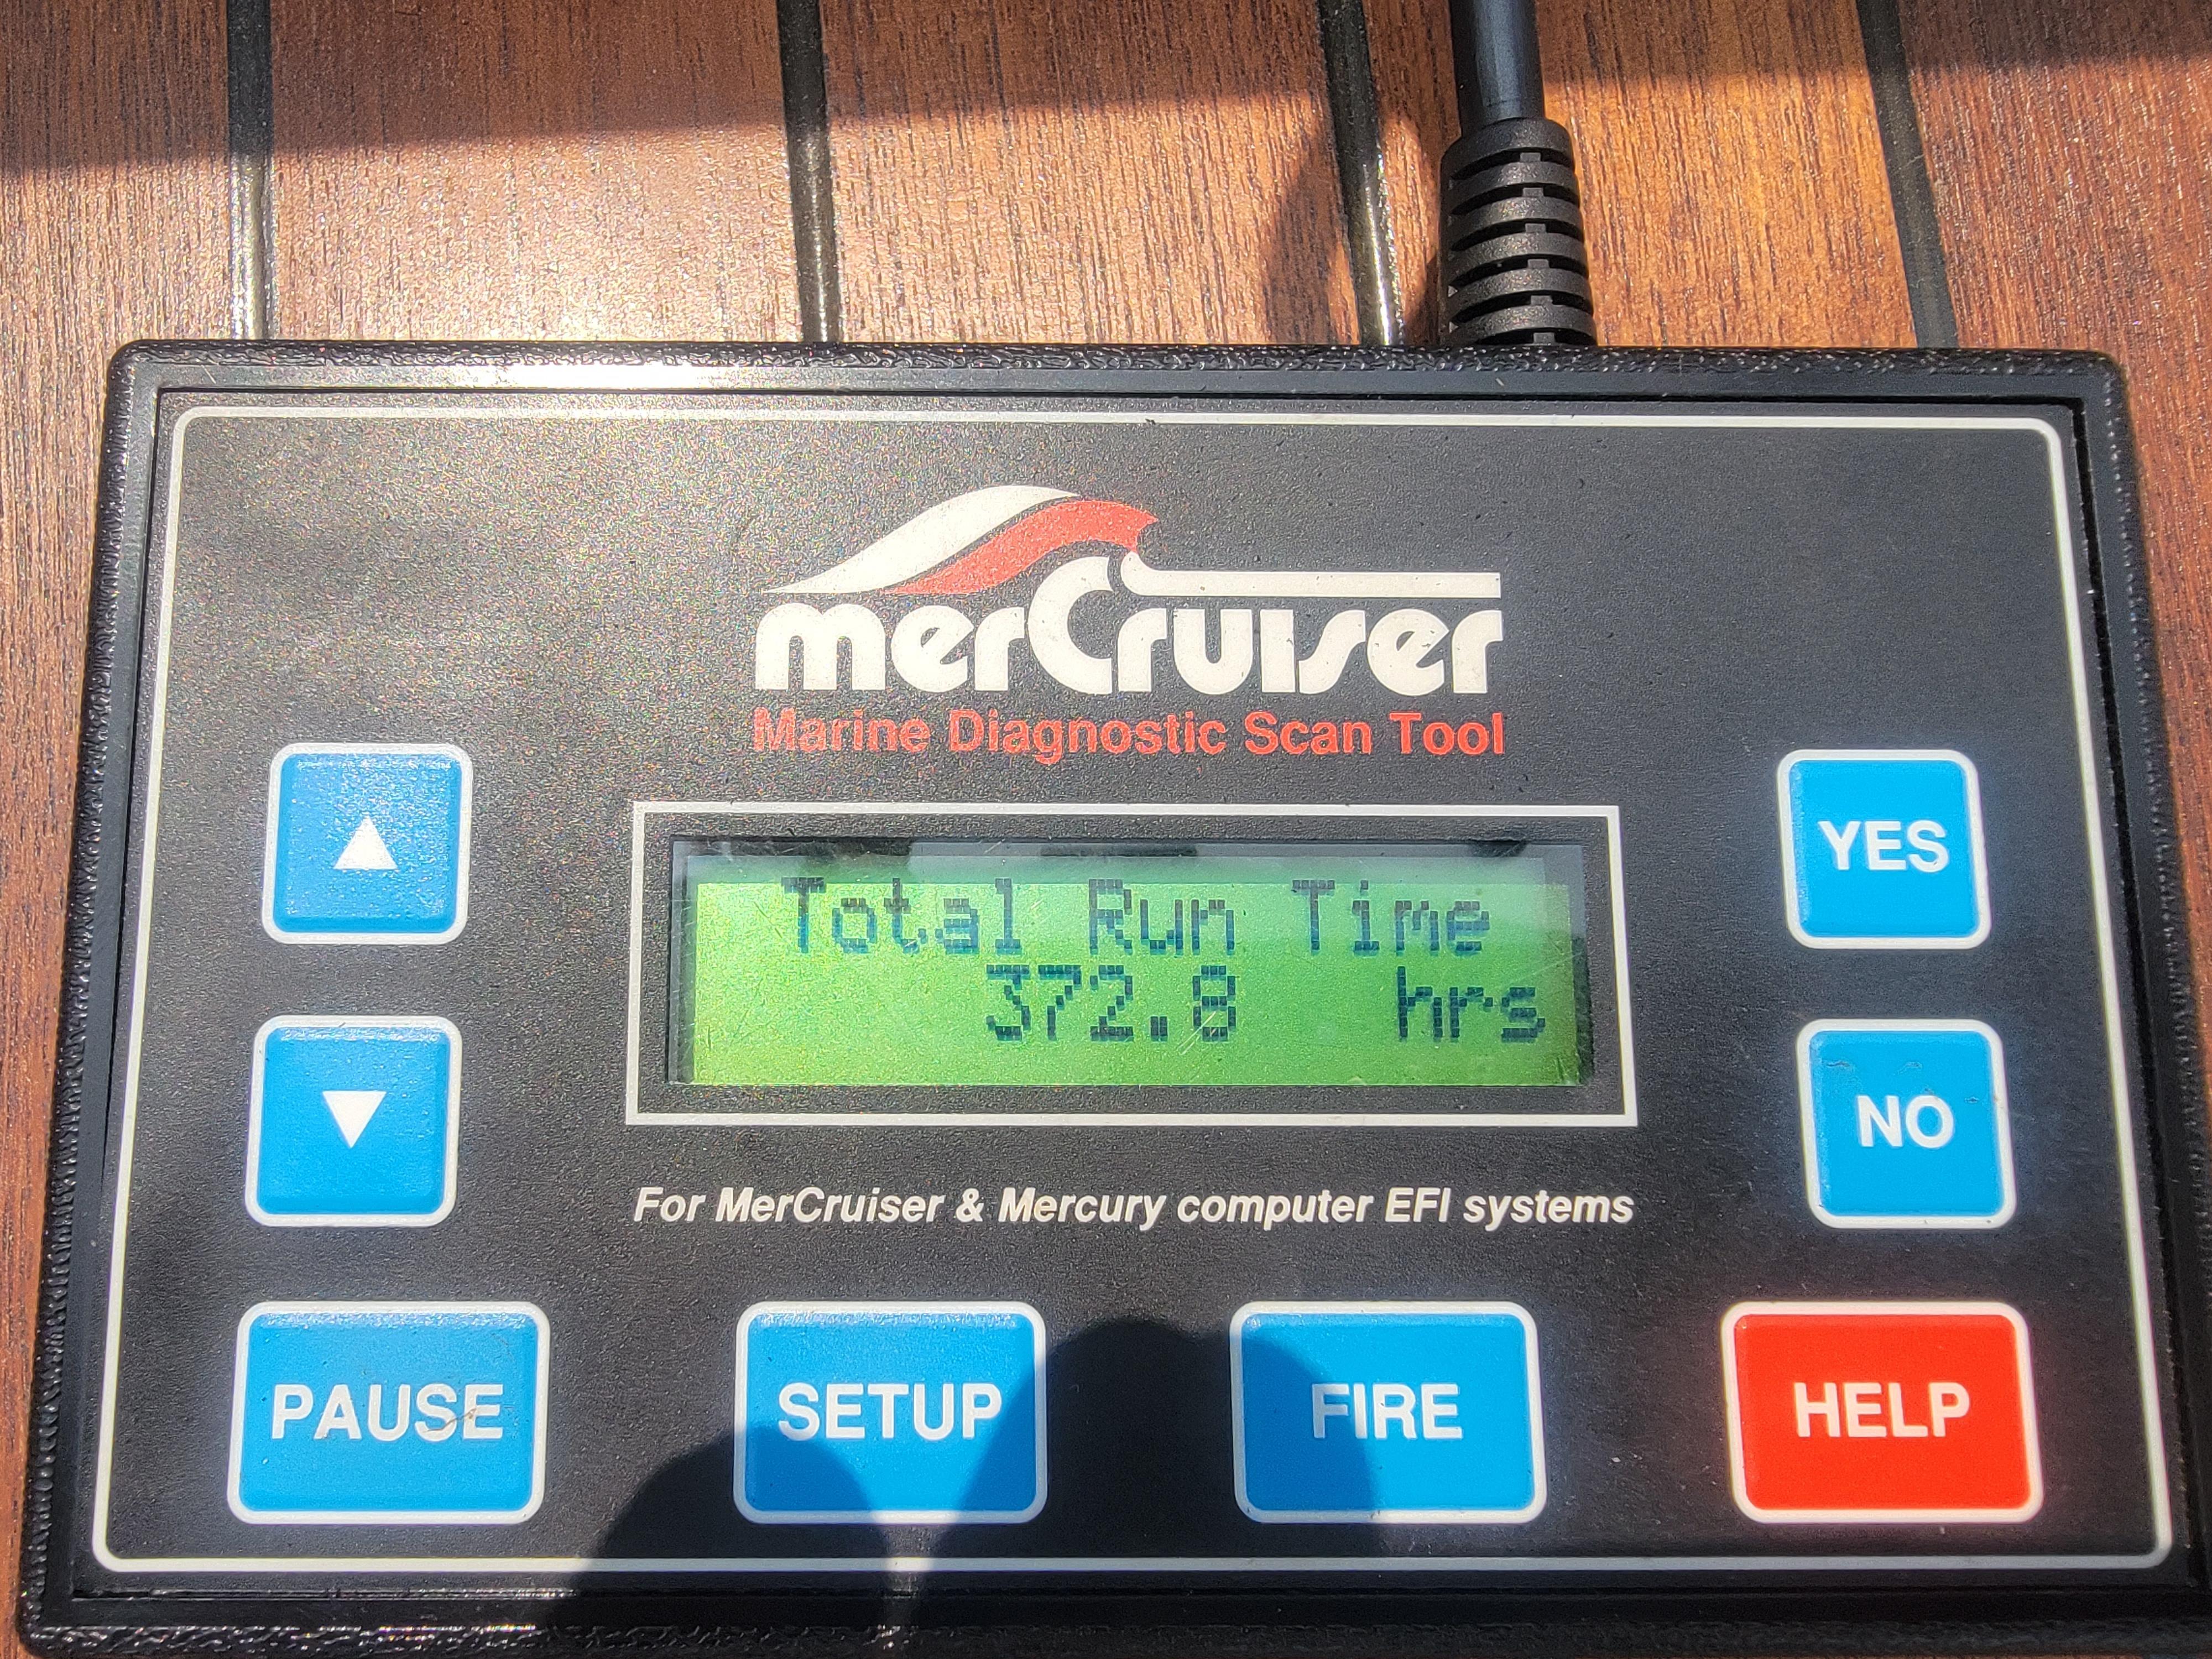 merCruiser
Marine Diagnostic Scan Tool
YES
Total Run Time
372.8 hrs
NO
For MerCruiser & Mercury computer EFI systems
PAUSE
SETUP
FIRE
HELP